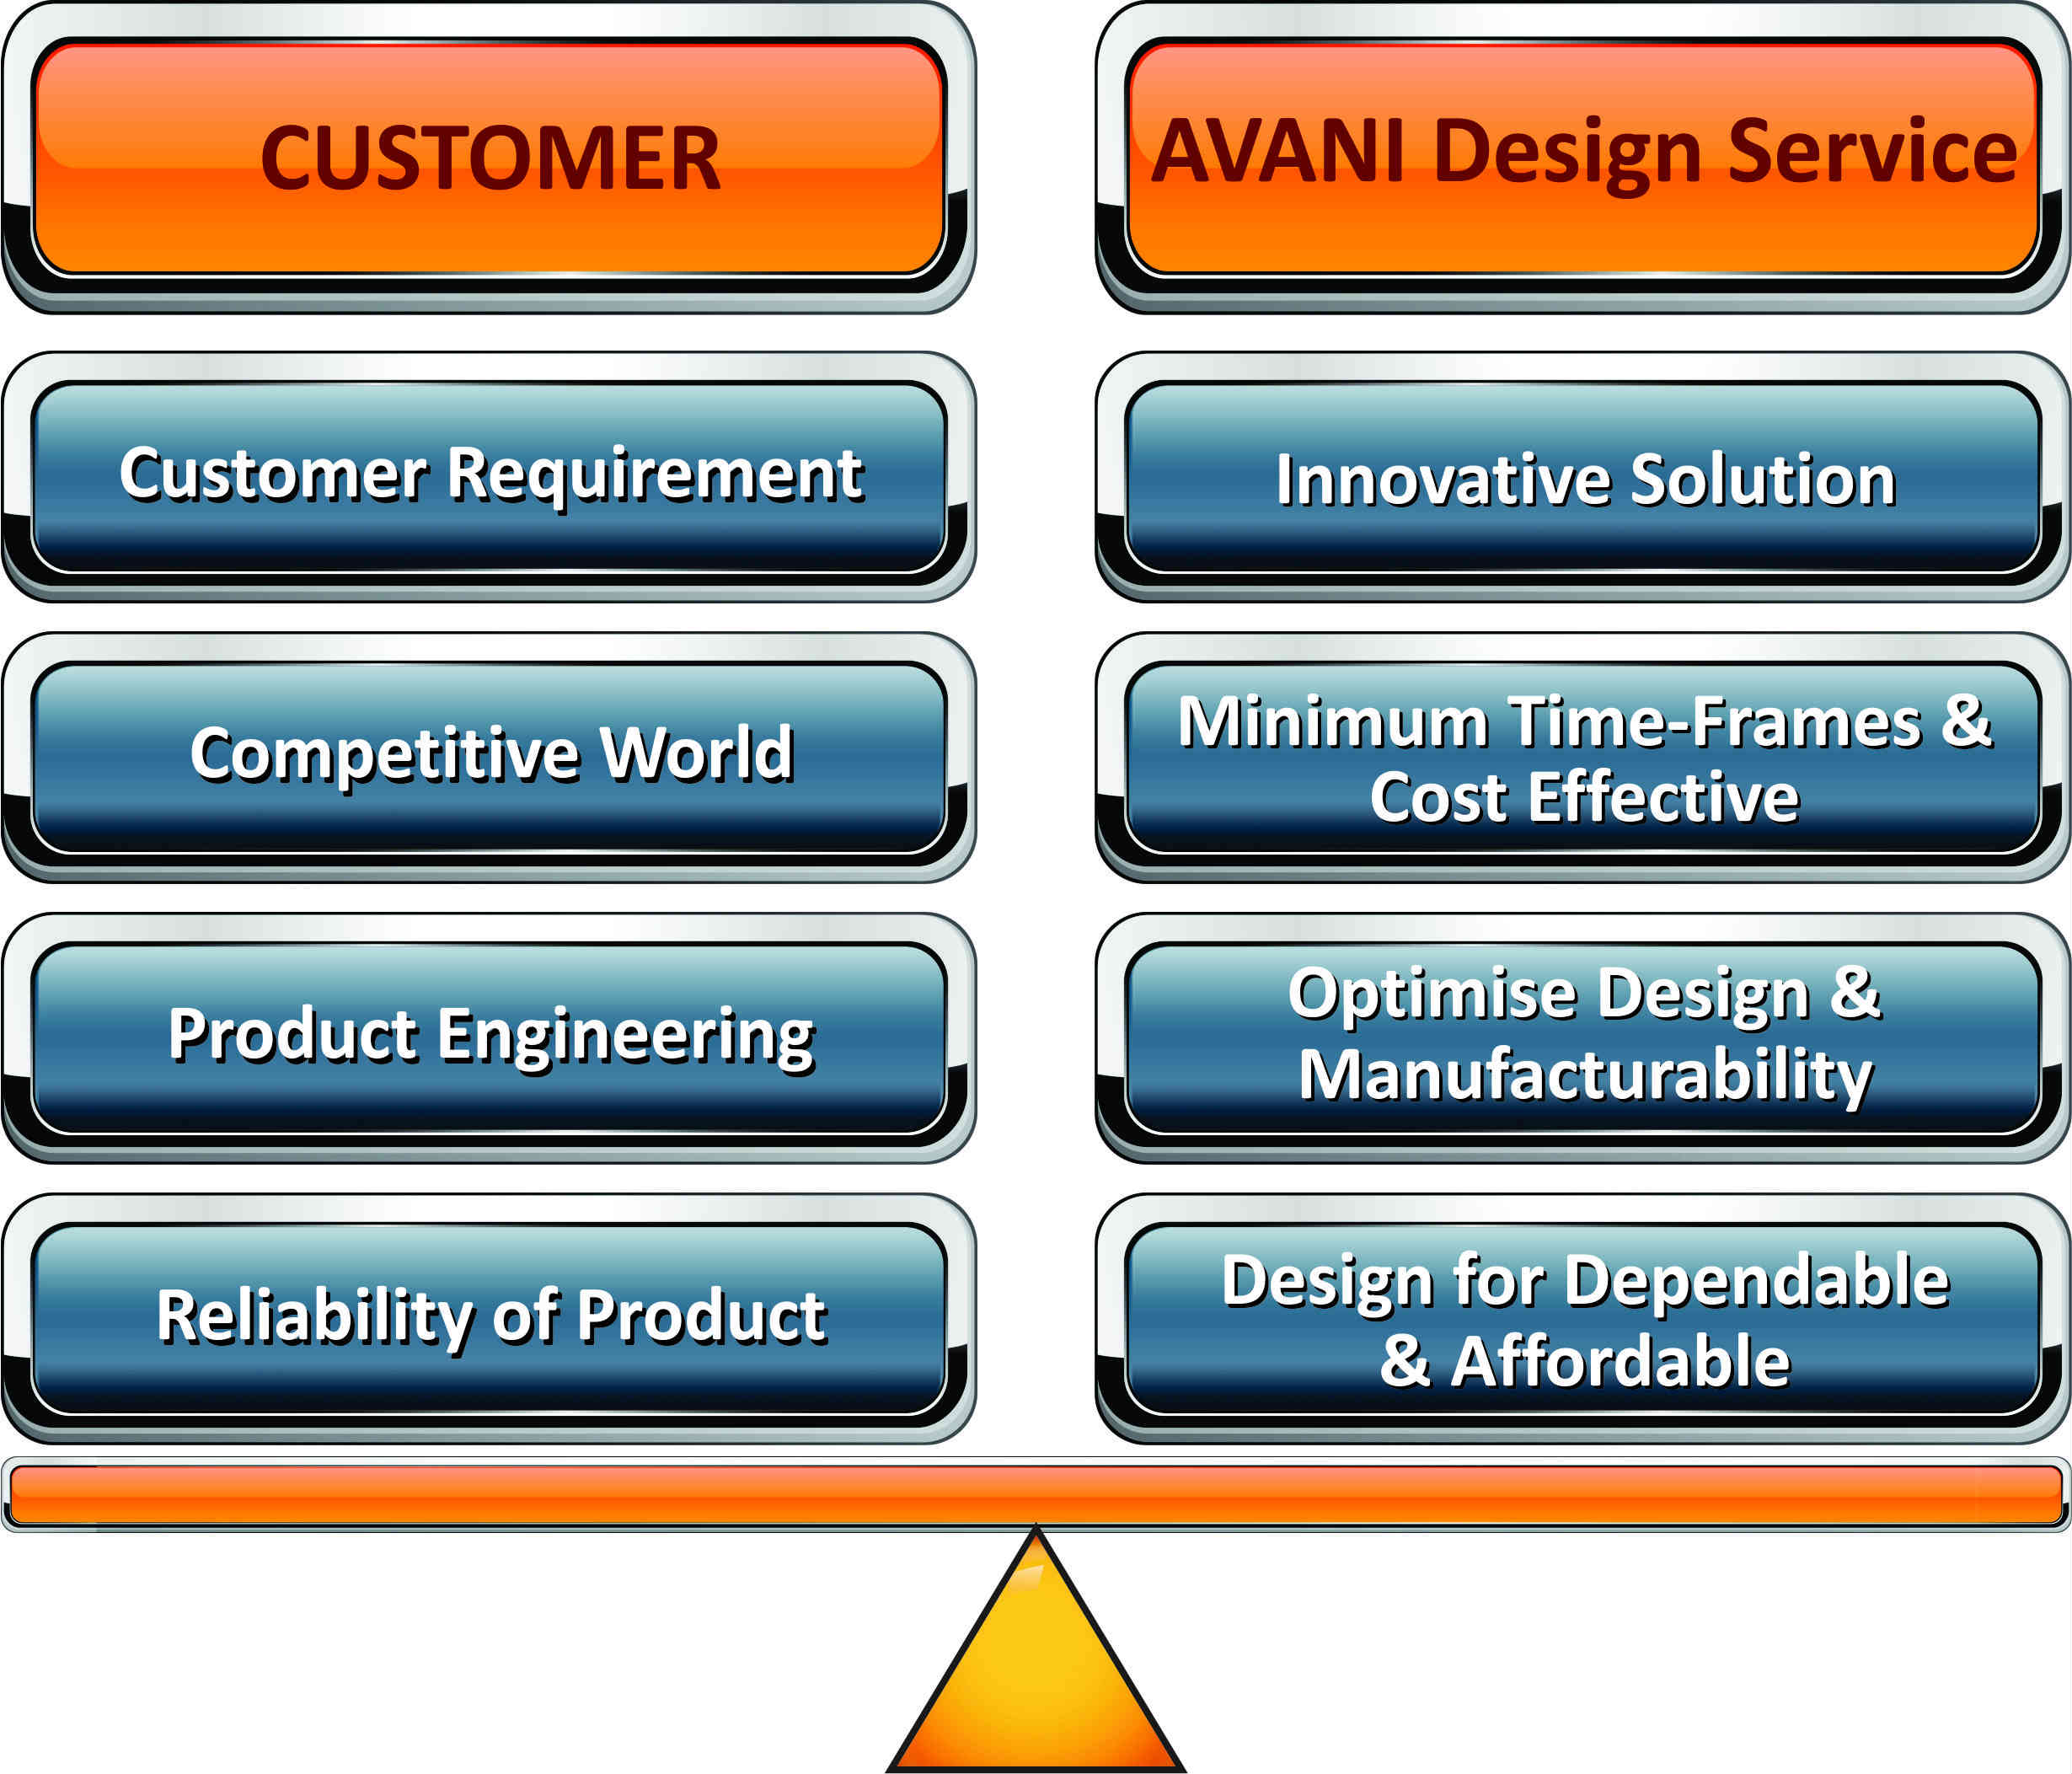 CUSTOMER
AVANI Design Service
Customer Requirement
Innovative Solution
Competitive World
Minimum Time-Frames &
Cost Effective
Product Engineering
Optimise Design &
Manufacturability
Reliability of Product
Design for Dependable
& Affordable